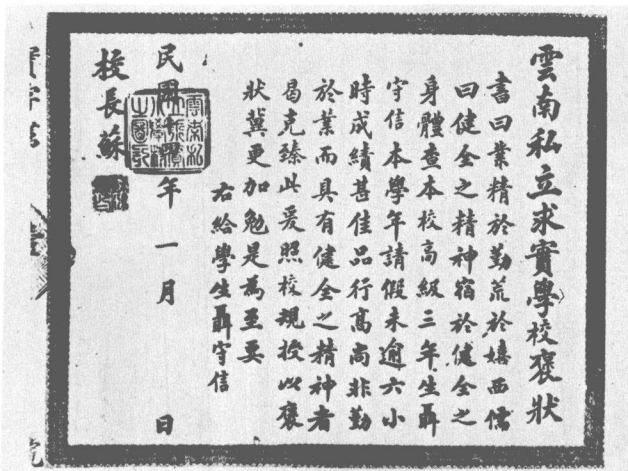 雲南私立求實學校褒狀
書曰業精於勤荒於嬉西儒
曰健全之精神宿於健全之
身體查本校高級三年生聶
守信本學年請假未逾六小
時成績甚佳品行高尚非勤
於業而具有健全之精神者
曷克臻此爰照校規授以褒
狀冀更加勉是為至要
右給學生聶守信
民國年一月 日
校長蘇